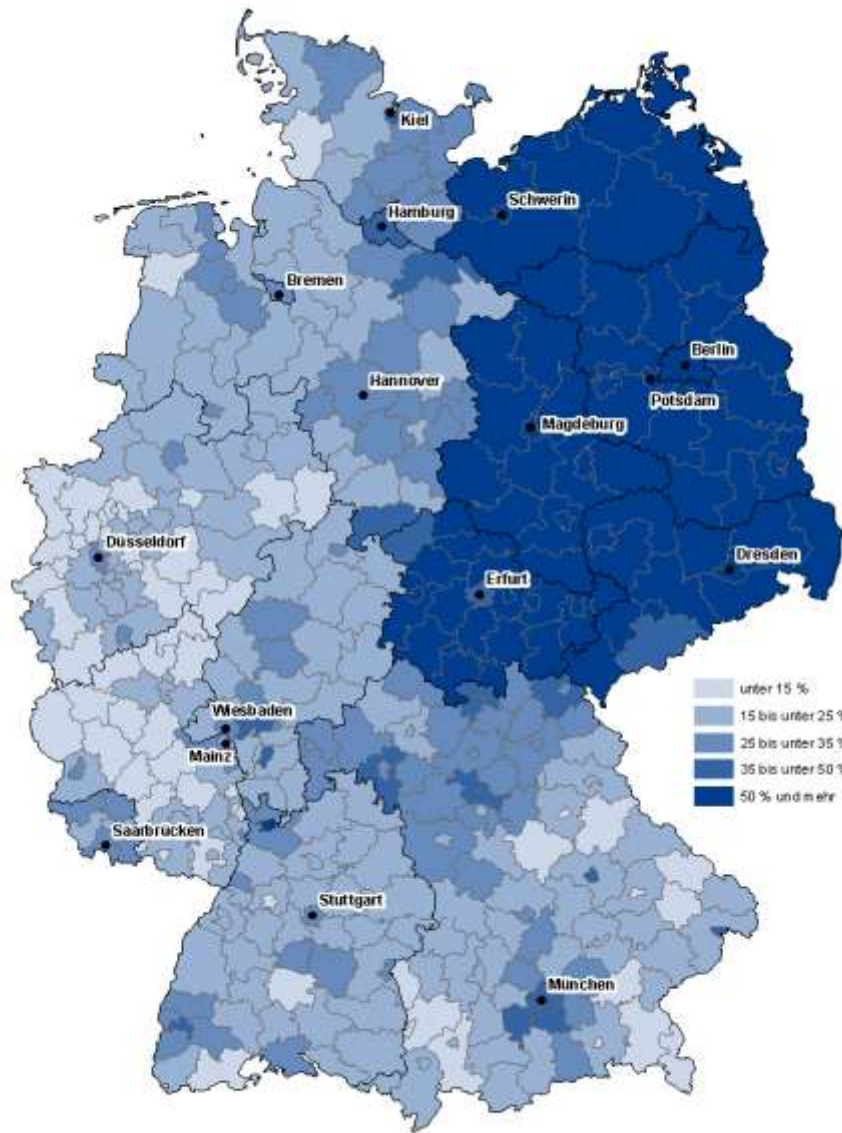 Kiel
Schwerin
Hamburg
Bremen
Berlin
Hannover
Potsdam
Magdeburg
Düsseldorf
Dresden
Erfurt
Wiesbaden
Mainz
Saarbrücken
Stuttgart
München
unter 15 %
15 bis unter 25 %
25 bis unter 35 %
35 bis unter 50 %
50 % und mehr